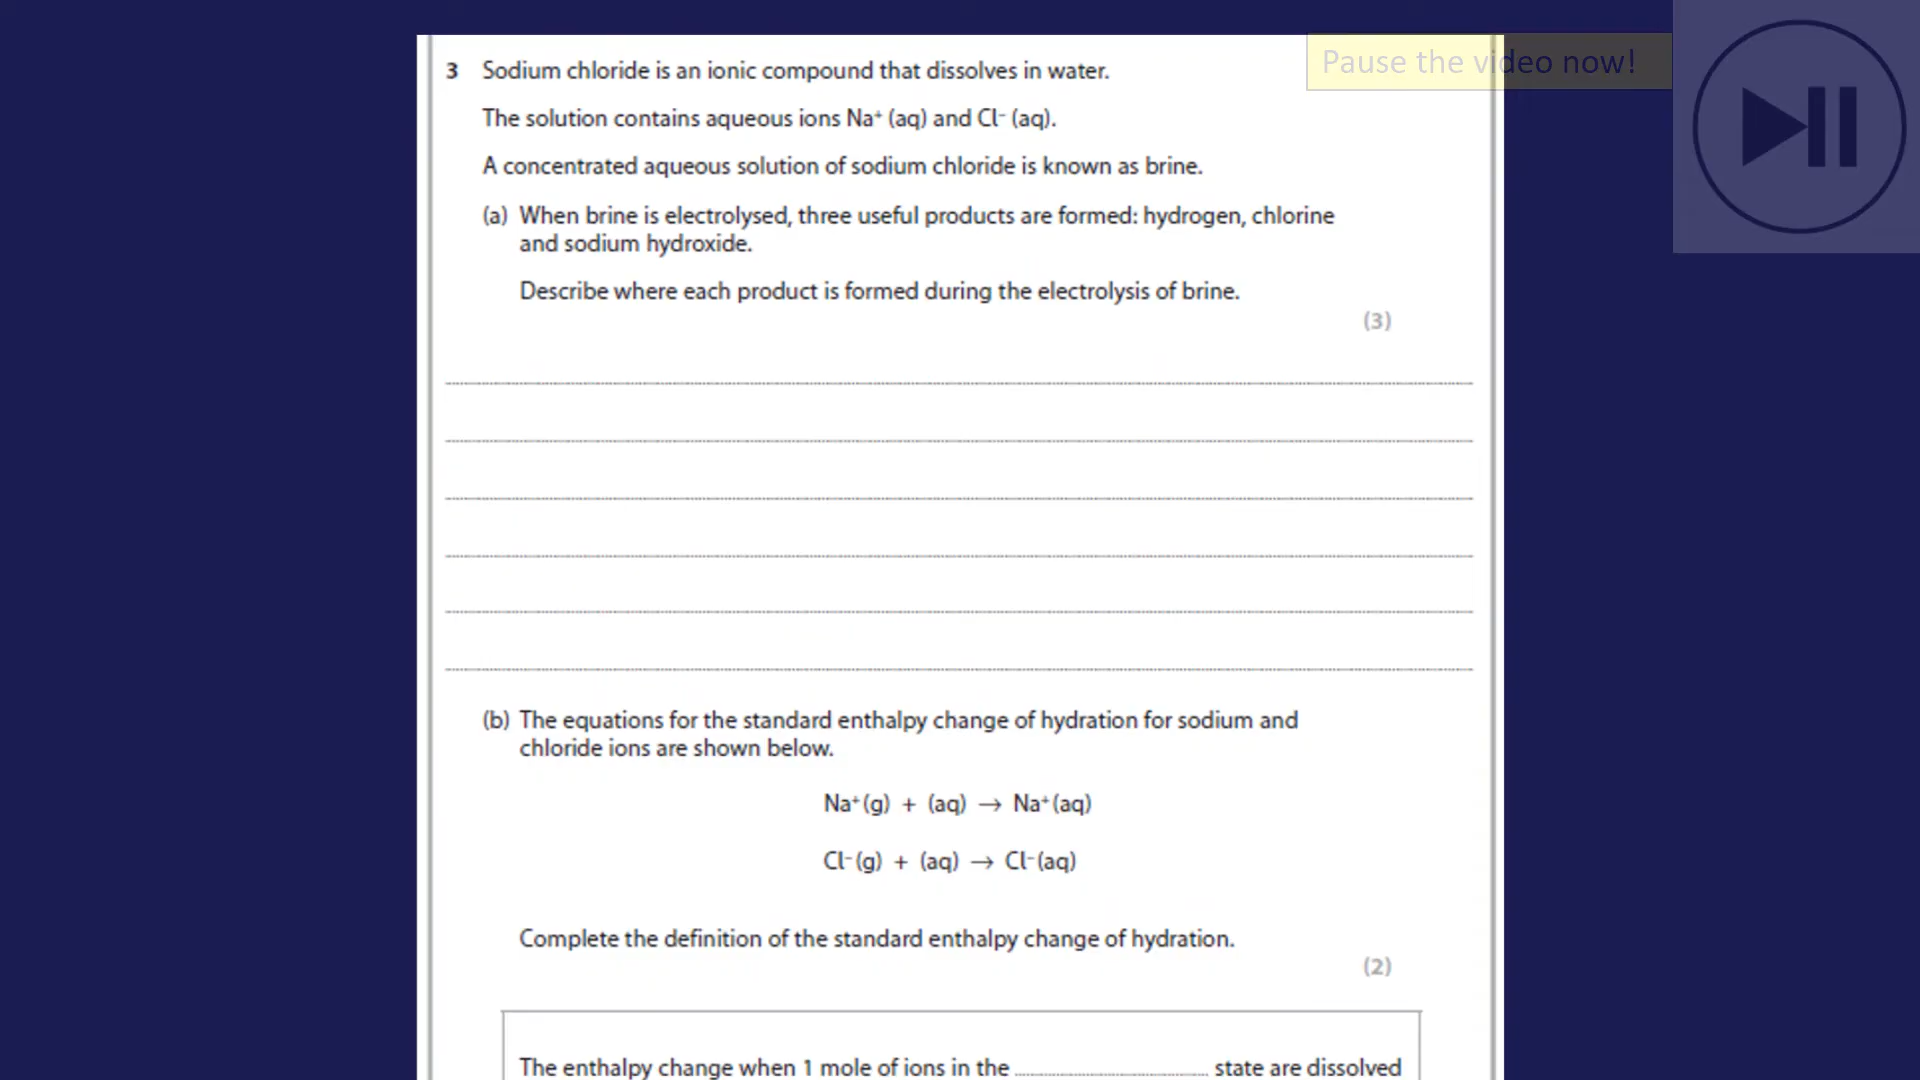 Pause the video now!
3 Sodium chloride is an ionic compound that dissolves in water.
The solution contains aqueous ions Na⁺ (aq) and Cl⁻ (aq).
A concentrated aqueous solution of sodium chloride is known as brine.
(a) When brine is electrolysed, three useful products are formed: hydrogen, chlorine
and sodium hydroxide.
Describe where each product is formed during the electrolysis of brine.
(3)
(b) The equations for the standard enthalpy change of hydration for sodium and
chloride ions are shown below.
Na⁺(g) + (aq) → Na⁺(aq)
Cl⁻(g) + (aq) → Cl⁻(aq)
Complete the definition of the standard enthalpy change of hydration.
(2)
The enthalpy change when 1 mole of ions in the ........................ state are dissolved